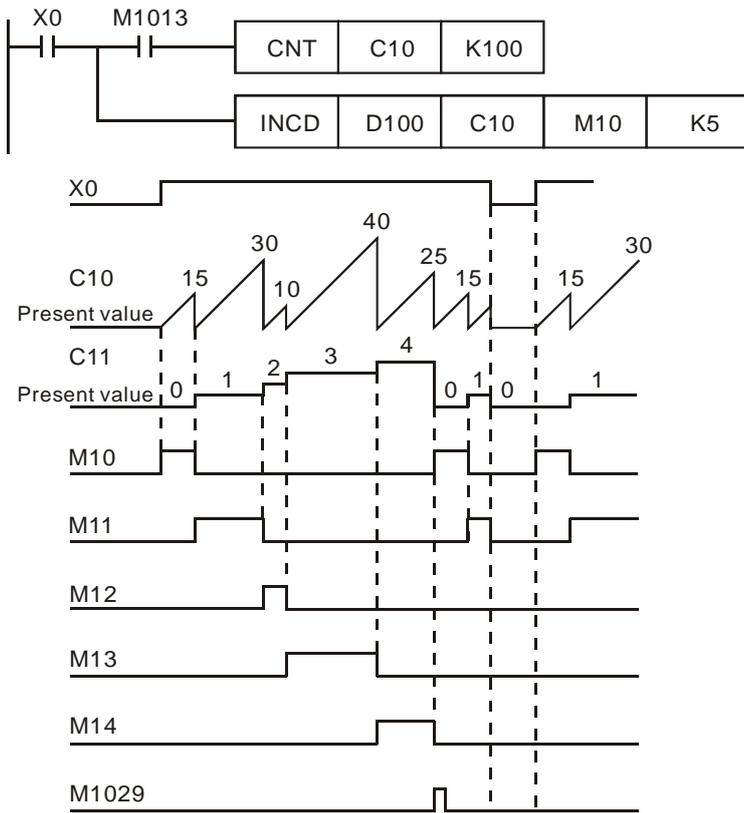 X0 M1013
CNT C10 K100
INCD D100 C10 M10 K5
X0
40
30
30
25
C10 15 10 15 15
Present value
C11
4
3
2
Present value 0 1 0 1 0 1
M10
M11
M12
M13
M14
M1029